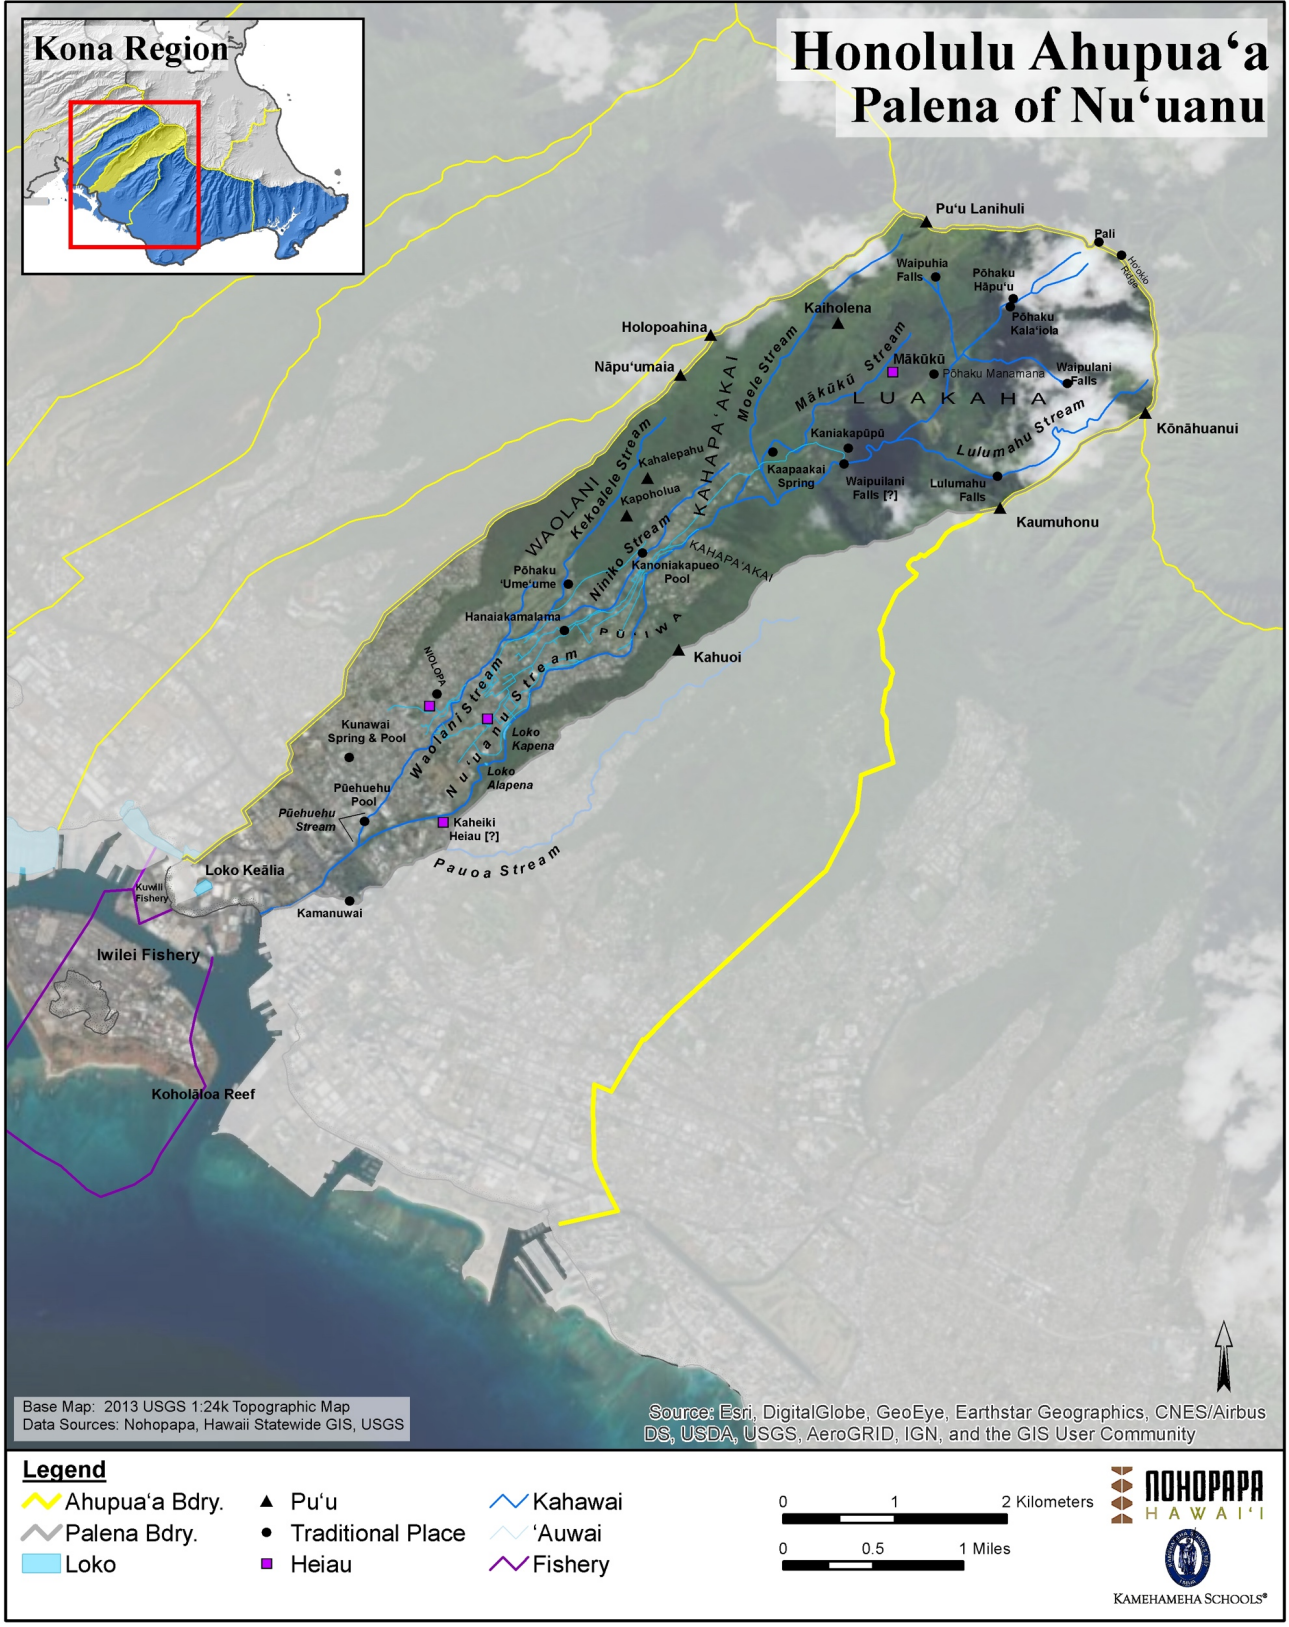 Kona Region
Honolulu Ahupuaʻa
Palena of Nuʻuanu
Puʻu Lanihuli
Pali
Hoʻokio
Ridge
Waipuhia
Falls
Pōhaku
Hāpuʻu
Pōhaku
Kalaʻiola
Kaiholena
Holopoahina
Nāpuʻumaia
Moele Stream
Mākūkū Stream
Mākūkū
Pōhaku Manamana
Waipulani
Falls
LUAKAHA
Kōnāhuanui
Lulumahu Stream
KAHAPAʻAKAI
Kaniakapūpū
Kaapaakai
Spring
Waipuilani
Falls [?]
Lulumahu
Falls
Kaumuhonu
Kahalepahu
Kapoholua
WAOLANI
Kekoalele Stream
Niniko Stream
KAHAPAʻAKAI
Kanoniakapueo
Pool
Pōhaku
ʻUmeʻume
Hanaiakamalama
PŪʻIWA
Kahuoi
NIOLOPA
Waolani Stream
Nuʻuanu Stream
Kunawai
Spring & Pool
Loko
Kapena
Loko
Alapena
Pūehuehu
Pool
Pūehuehu
Stream
Kaheiki
Heiau [?]
Pauoa Stream
Loko Keālia
Kuwili
Fishery
Kamanuwai
Iwilei Fishery
Koholāloa Reef
Base Map: 2013 USGS 1:24k Topographic Map
Data Sources: Nohopapa, Hawaii Statewide GIS, USGS
Source: Esri, DigitalGlobe, GeoEye, Earthstar Geographics, CNES/Airbus
DS, USDA, USGS, AeroGRID, IGN, and the GIS User Community
Legend
Ahupuaʻa Bdry.
Palena Bdry.
Loko
Puʻu
Traditional Place
Heiau
Kahawai
ʻAuwai
Fishery
0 1 2 Kilometers
0 0.5 1 Miles
NOHOPAPA
HAWAIʻI
KAMEHAMEHA SCHOOLS®